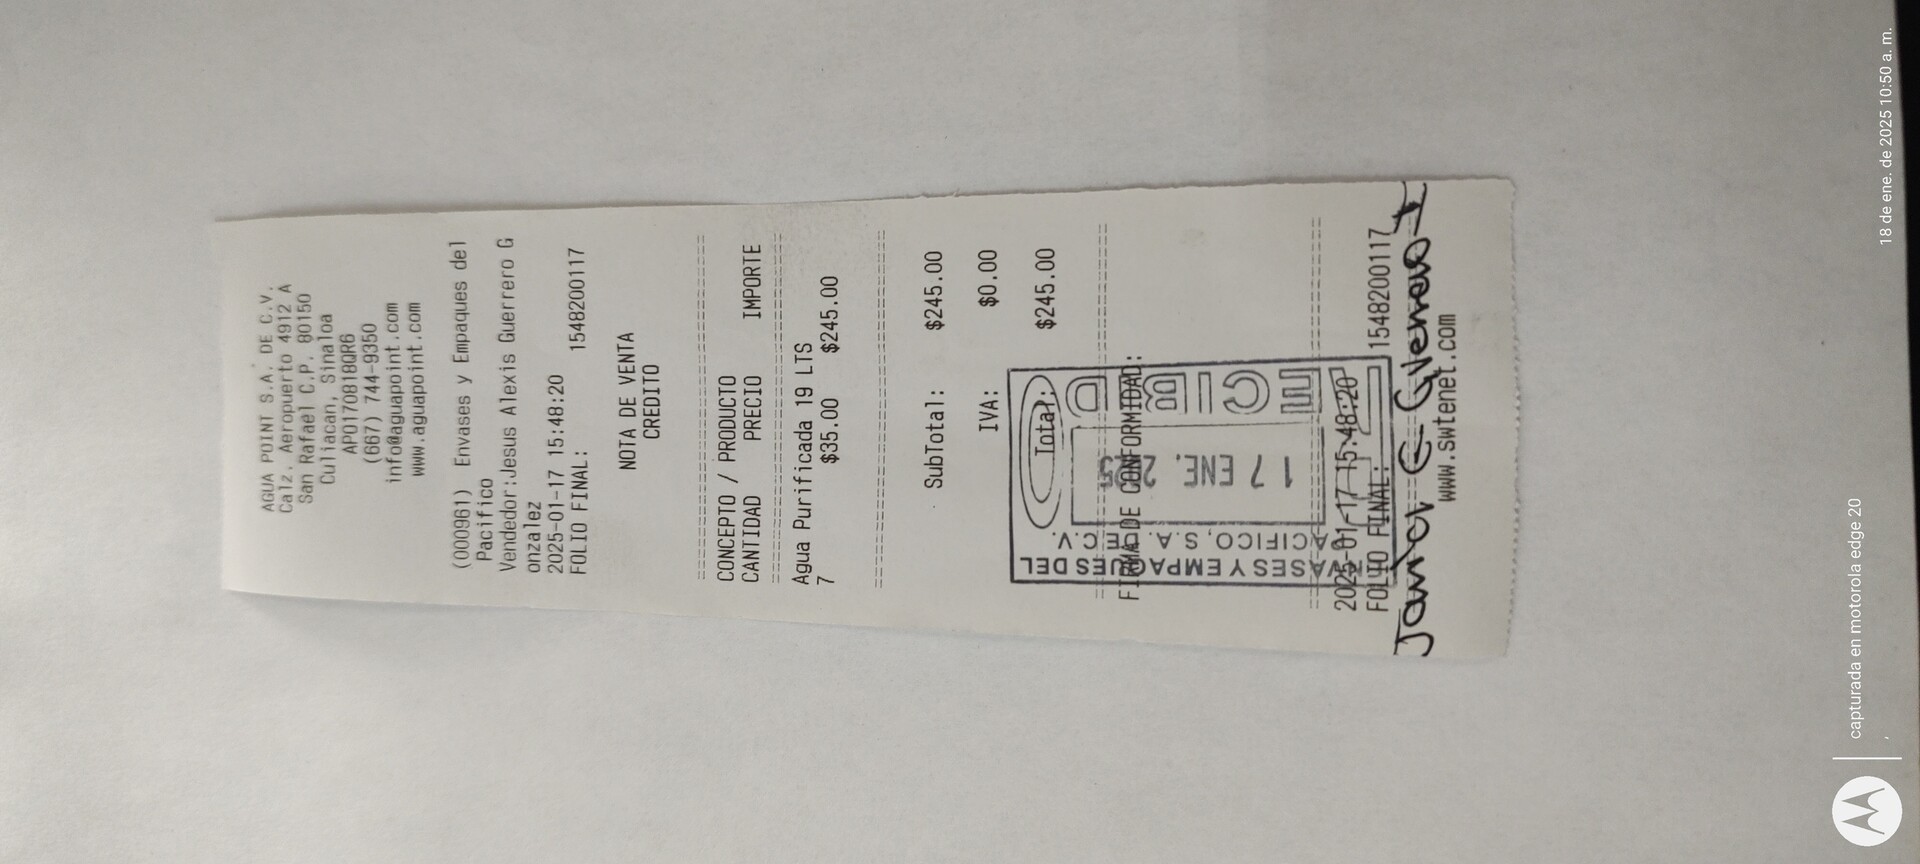 AGUA POINT S.A. DE C.V.
Calz. Aeropuerto 4912 A
San Rafael C.P. 80150
Culiacan, Sinaloa
APO170818QR6
(667) 744-9350
info@aguapoint.com
www.aguapoint.com
(000961) Envases y Empaques del
Pacifico
Vendedor:Jesus Alexis Guerrero G
onzalez
2025-01-17 15:48:20
FOLIO FINAL: 1548200117
NOTA DE VENTA
CREDITO
CONCEPTO / PRODUCTO
CANTIDAD PRECIO IMPORTE
Agua Purificada 19 LTS
7 $35.00 $245.00
SubTotal: $245.00
IVA: $0.00
Total: $245.00
FIRMA DE CONFORMIDAD:
ENVASES Y EMPAQUES DEL
PACIFICO, S.A. DE C.V.
17 ENE. 2025
RECIBIDO
2025-01-17 15:48:20
FOLIO FINAL: 1548200117
www.swtenet.com
capturada en motorola edge 20
18 de ene. de 2025 10:50 a. m.